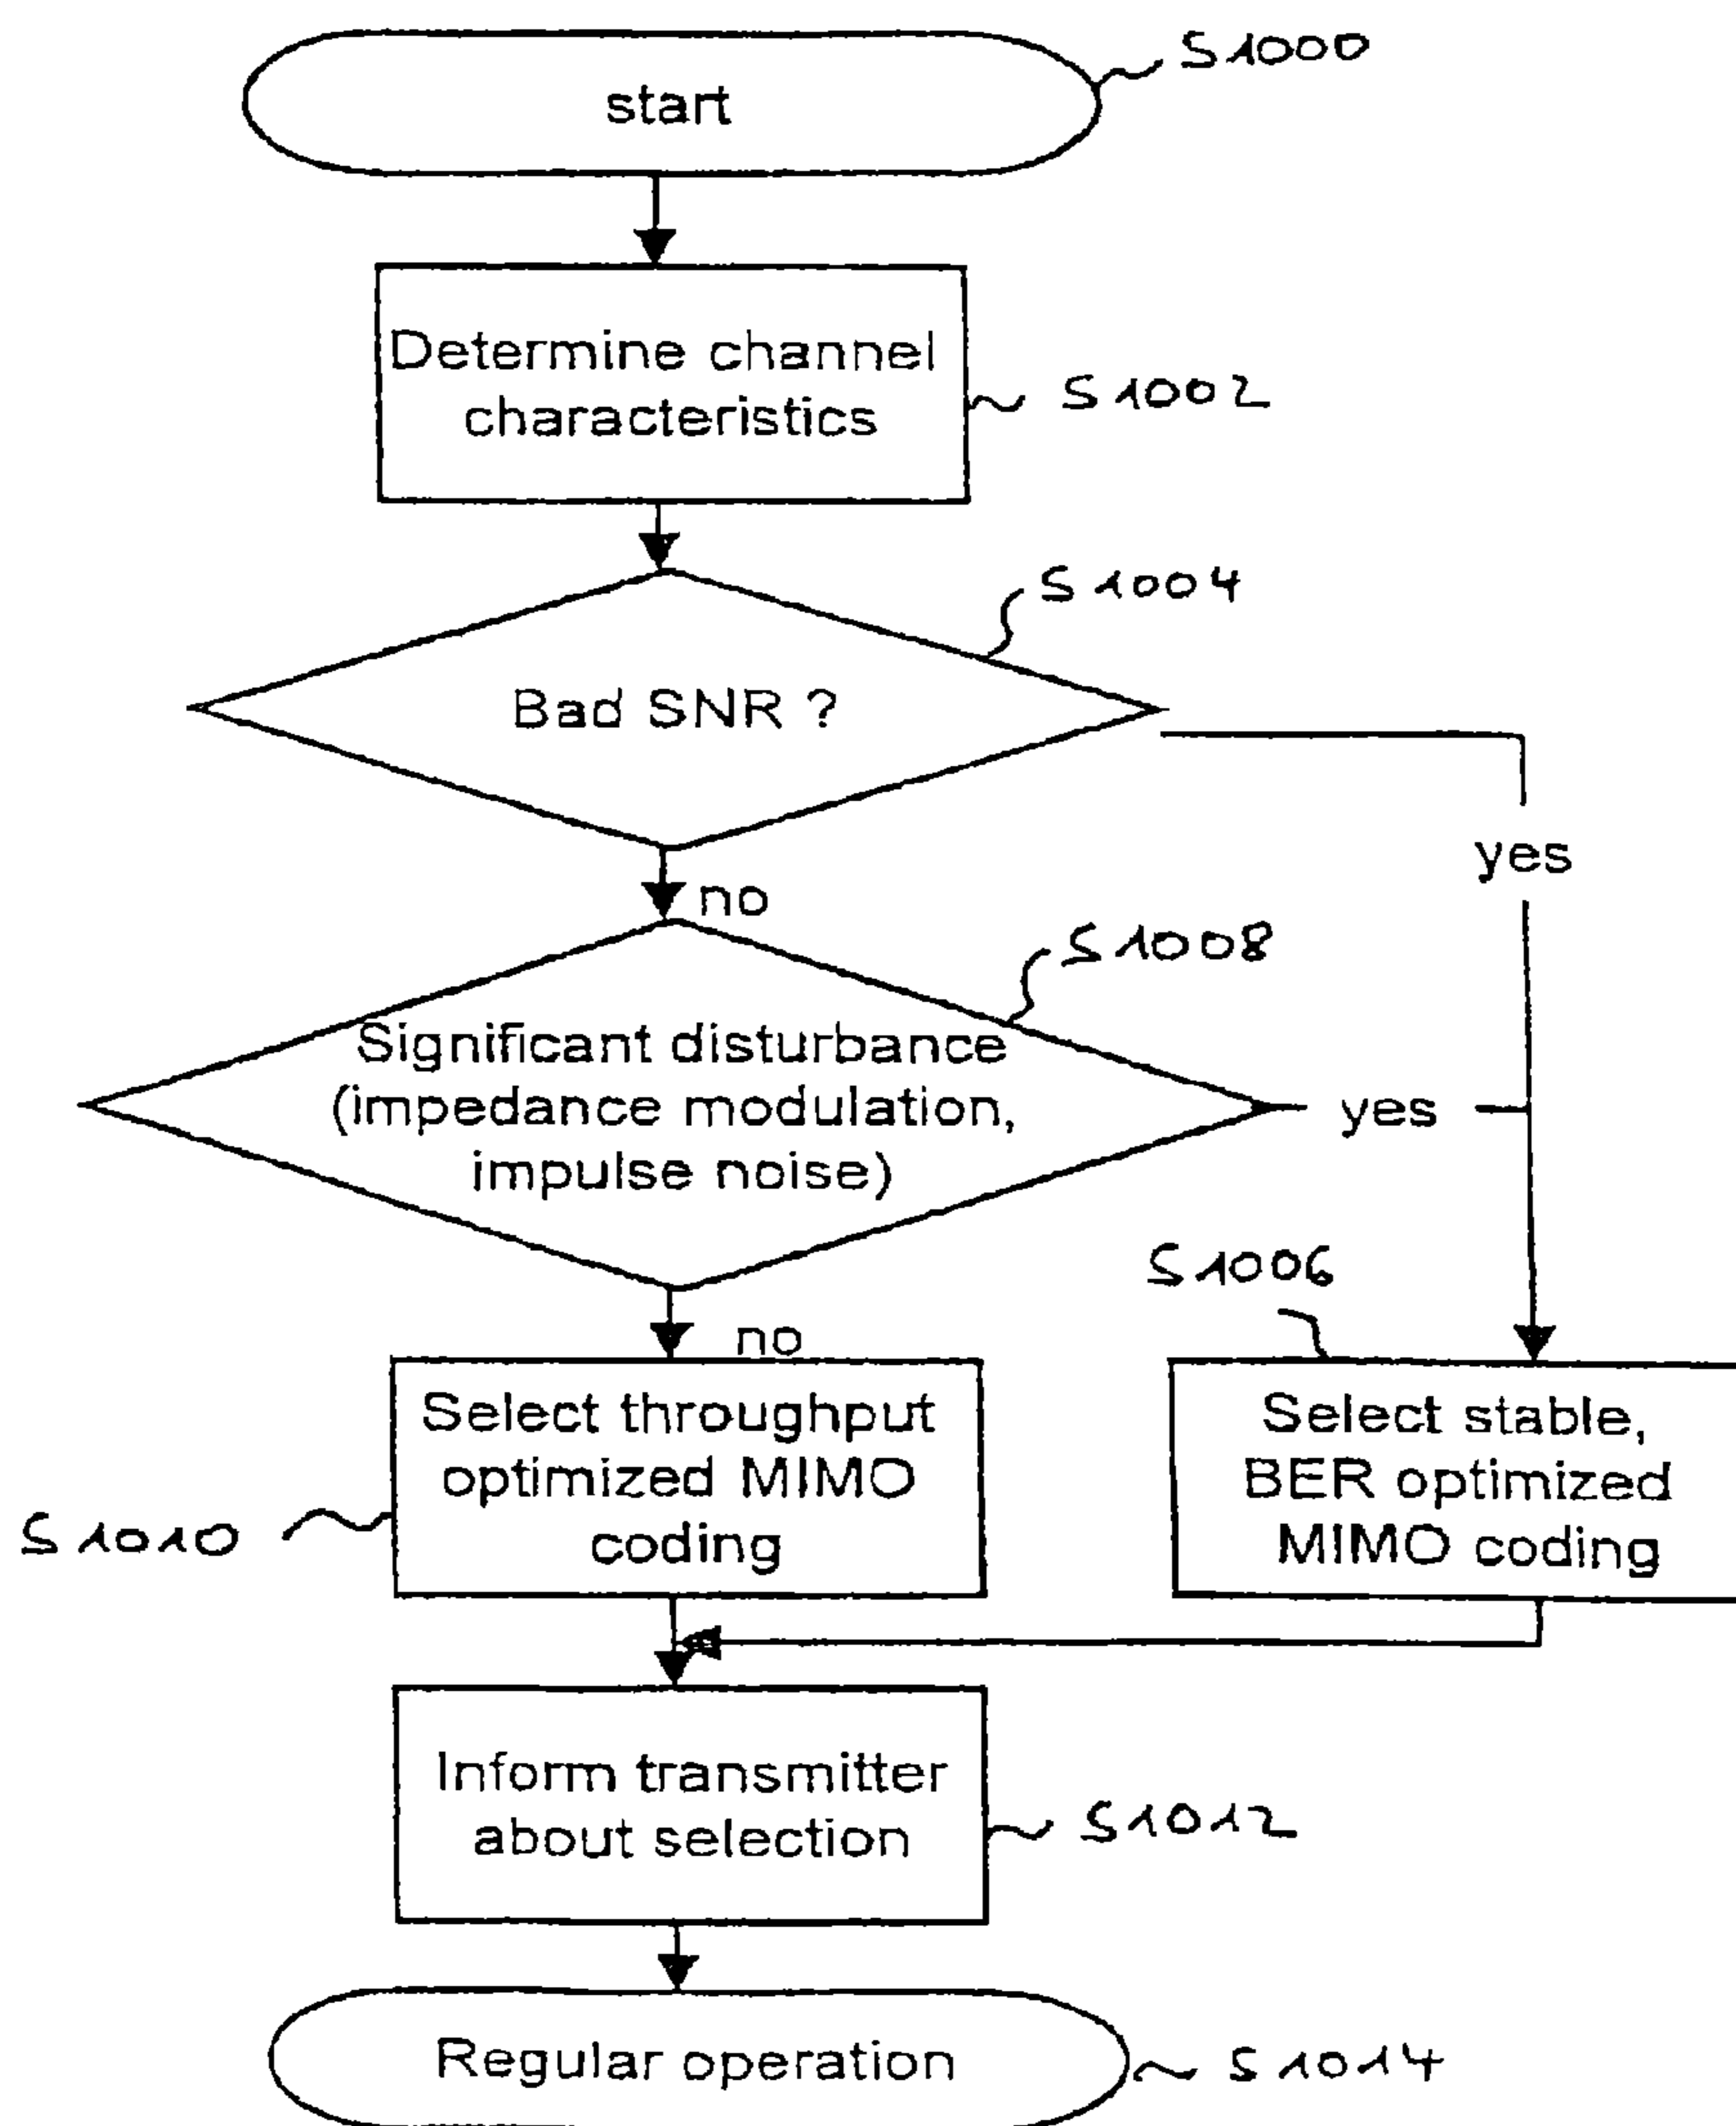 start
S1000
Determine channel
characteristics
S1002
S1004
Bad SNR ?
yes
no
S1008
Significant disturbance
(impedance modulation,
impulse noise)
yes
S1006
no
Select throughput
optimized MIMO
coding
S1010
Select stable,
BER optimized
MIMO coding
Inform transmitter
about selection
S1012
Regular operation
S1014